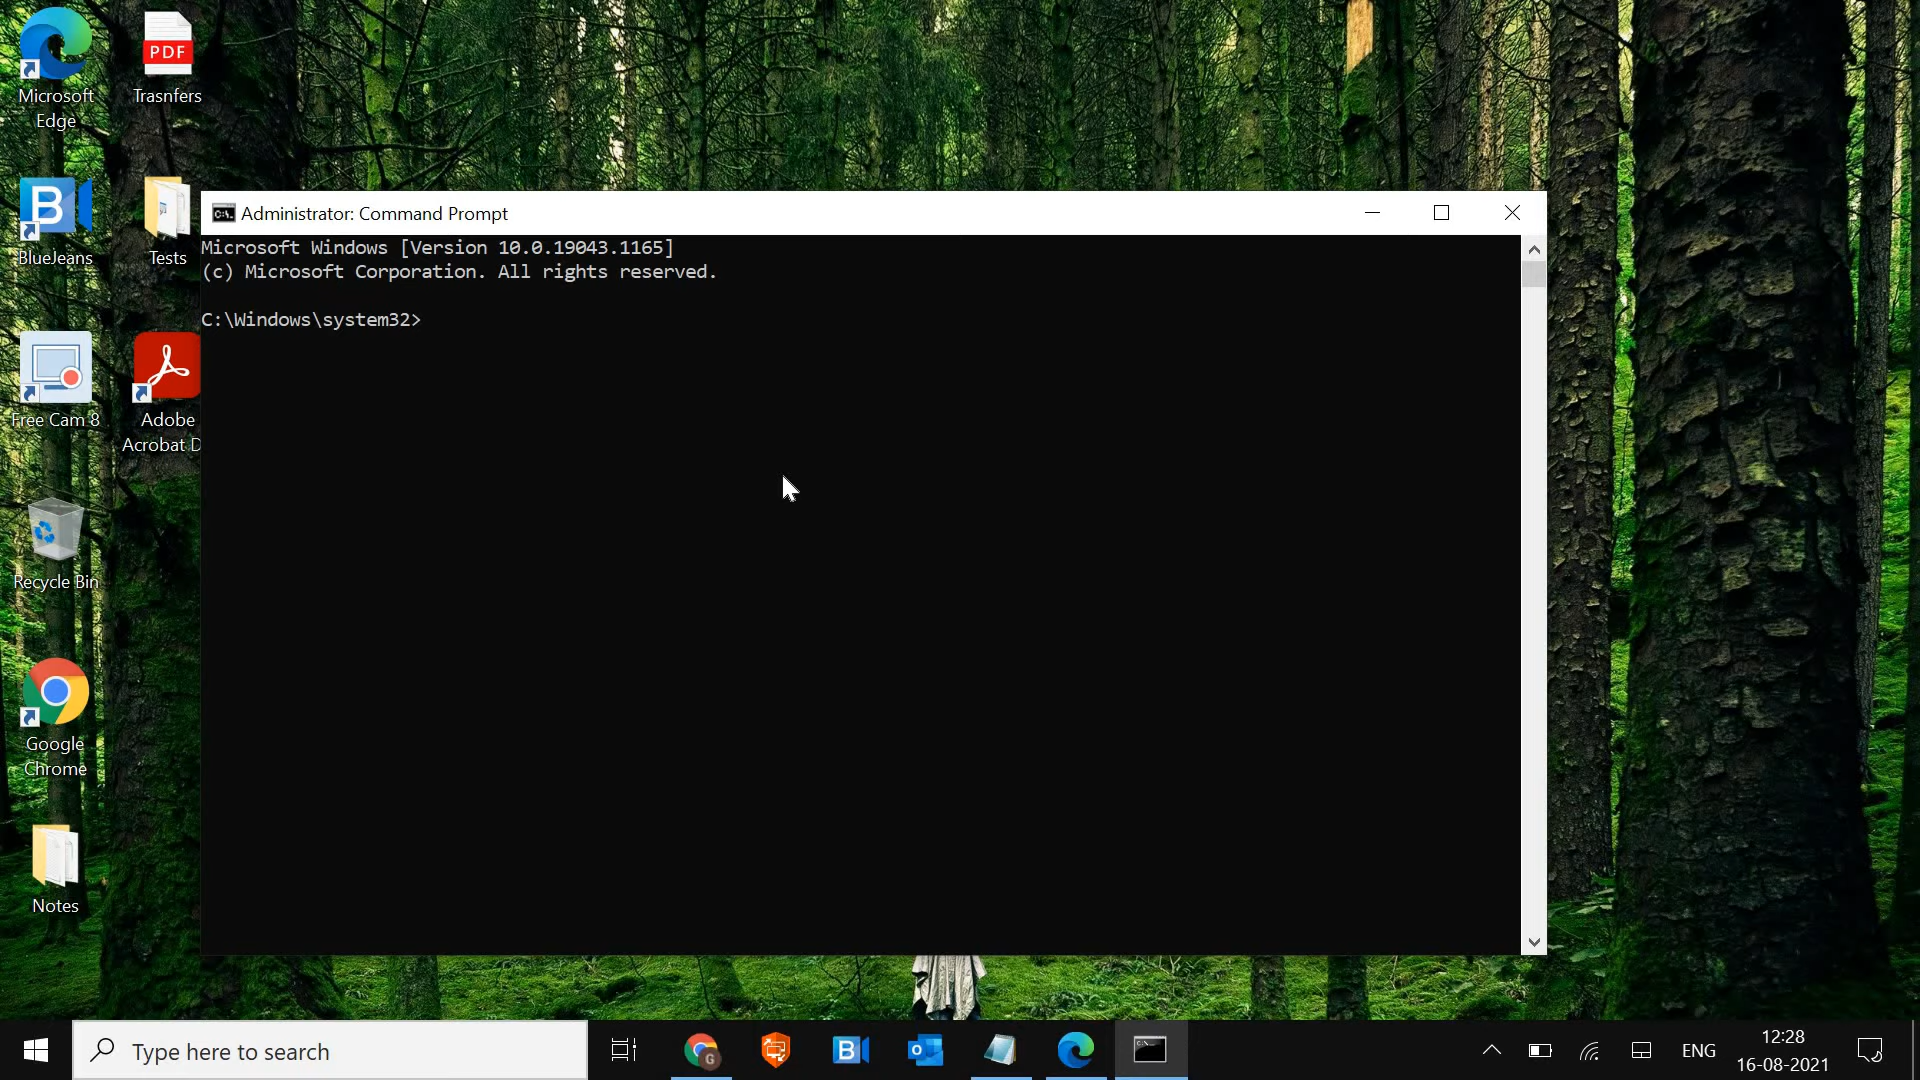 Microsoft
Edge
PDF
Trasnfers
B
BlueJeans
Tests
Free Cam 8
Adobe
Acrobat D
Recycle Bin
Google
Chrome
Notes
C:\. Administrator: Command Prompt
Microsoft Windows [Version 10.0.19043.1165]
(c) Microsoft Corporation. All rights reserved.
C:\Windows\system32>
Type here to search
G
B
o
ENG
12:28
16-08-2021